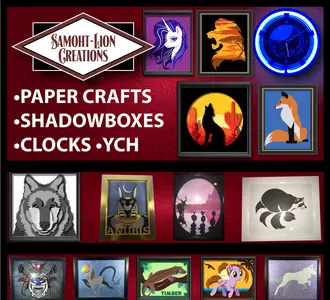 SAMOHT-LION
CREATIONS
•PAPER CRAFTS
•SHADOWBOXES
•CLOCKS •YCH
ANUBIS
TIMBER